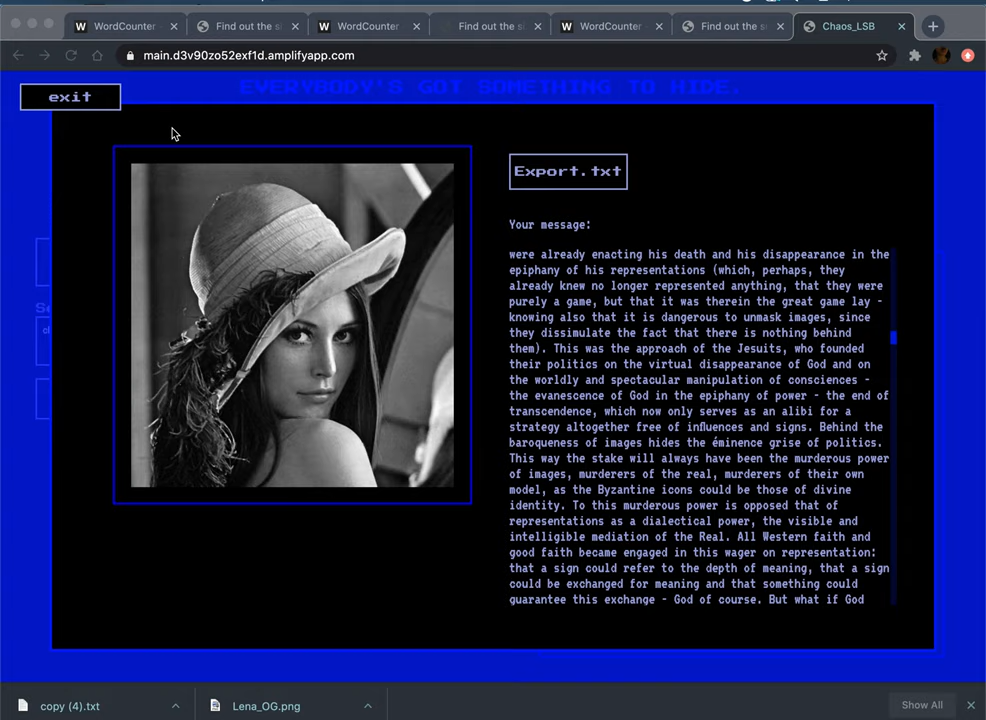 WordCounter
Find out the si
WordCounter
Find out the si
WordCounter
Find out the s
Chaos_LSB
main.d3v90zo52exf1d.amplifyapp.com
EVERYBODY'S GOT SOMETHING TO HIDE.
exit
Export.txt
Your message:
were already enacting his death and his disappearance in the
epiphany of his representations (which, perhaps, they
already knew no longer represented anything, that they were
purely a game, but that it was therein the great game lay -
knowing also that it is dangerous to unmask images, since
they dissimulate the fact that there is nothing behind
them). This was the approach of the Jesuits, who founded
their politics on the virtual disappearance of God and on
the worldly and spectacular manipulation of consciences -
the evanescence of God in the epiphany of power - the end of
transcendence, which now only serves as an alibi for a
strategy altogether free of influences and signs. Behind the
baroqueness of images hides the éminence grise of politics.
This way the stake will always have been the murderous power
of images, murderers of the real, murderers of their own
model, as the Byzantine icons could be those of divine
identity. To this murderous power is opposed that of
representations as a dialectical power, the visible and
intelligible mediation of the Real. All Western faith and
good faith became engaged in this wager on representation:
that a sign could refer to the depth of meaning, that a sign
could be exchanged for meaning and that something could
guarantee this exchange - God of course. But what if God
Se
cl
copy (4).txt
Lena_OG.png
Show All